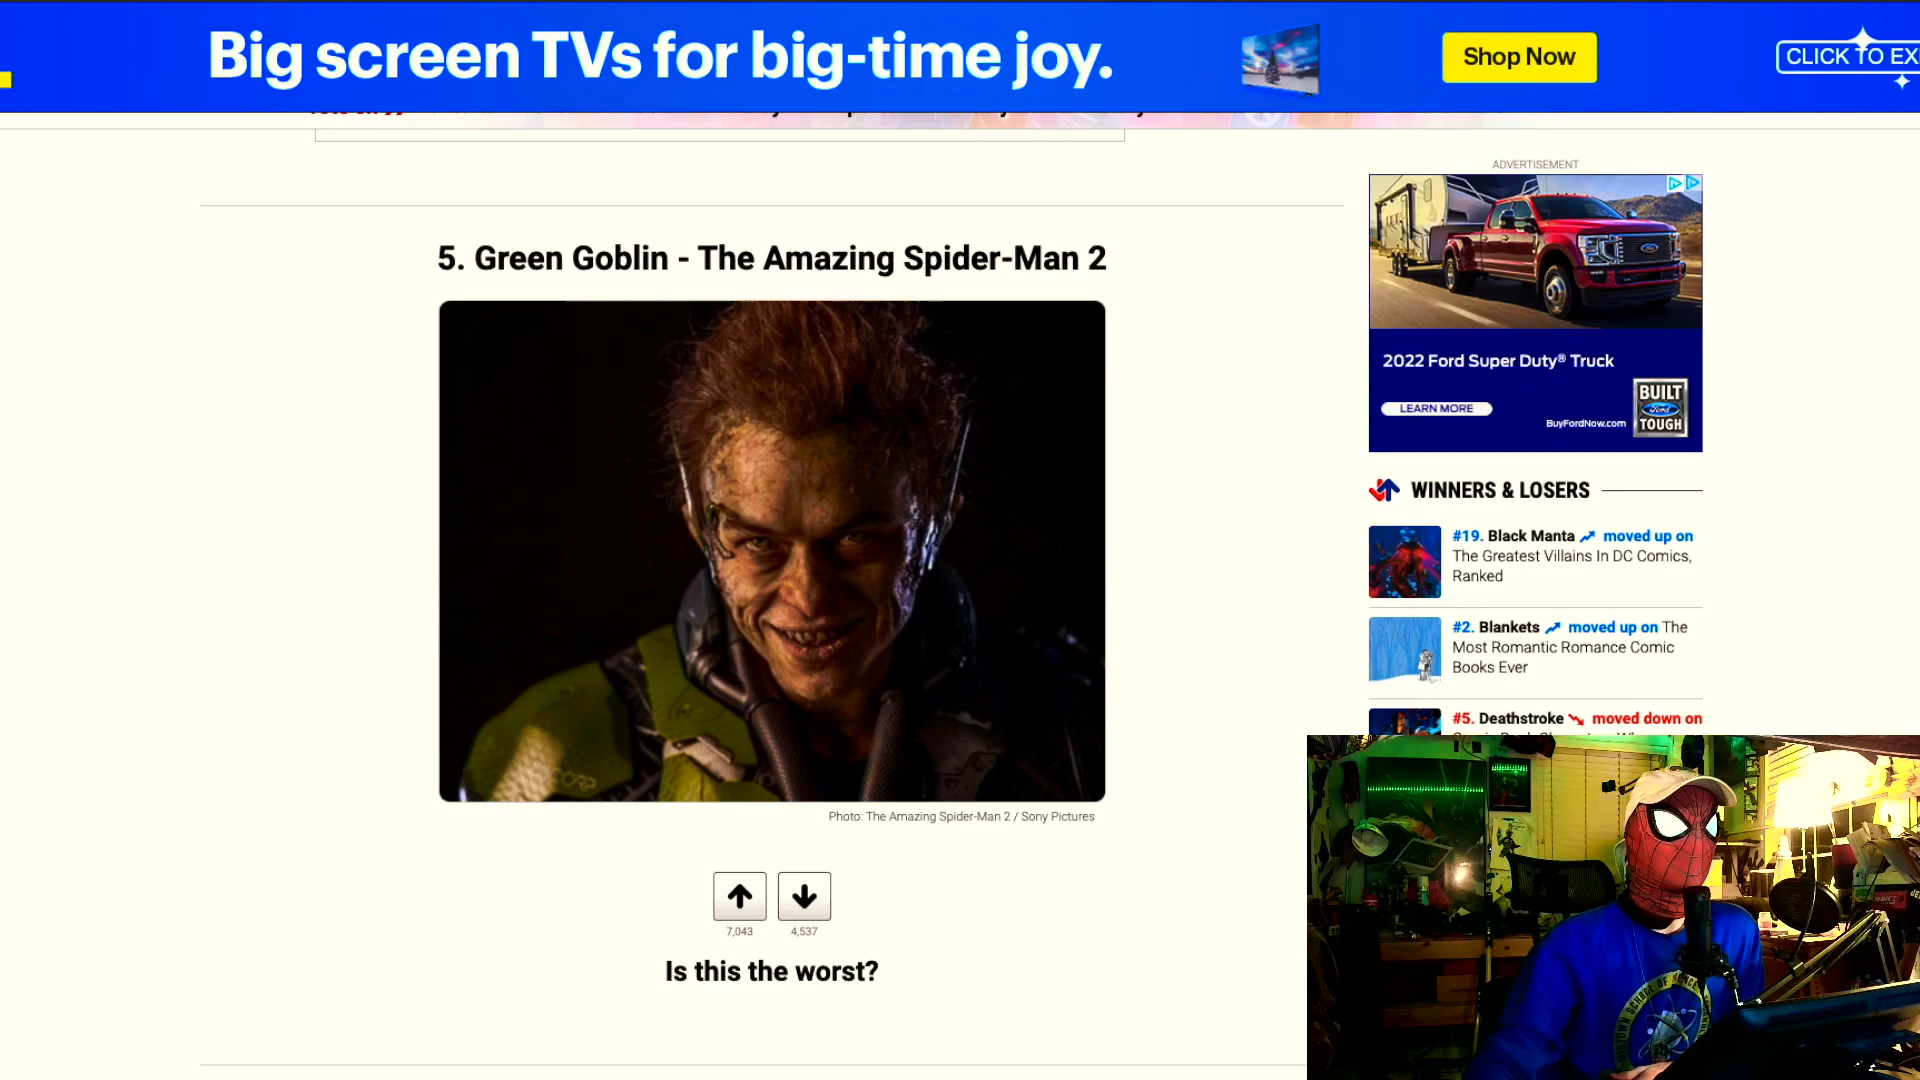 Big screen TVs for big-time joy.
Shop Now
CLICK TO EX
ADVERTISEMENT
5. Green Goblin - The Amazing Spider-Man 2
Photo: The Amazing Spider-Man 2 / Sony Pictures
7,043
4,537
Is this the worst?
2022 Ford Super Duty® Truck
LEARN MORE
BuyFordNow.com
BUILT
Ford
TOUGH
WINNERS & LOSERS
#19. Black Manta moved up on
The Greatest Villains In DC Comics,
Ranked
#2. Blankets moved up on The
Most Romantic Romance Comic
Books Ever
#5. Deathstroke moved down on